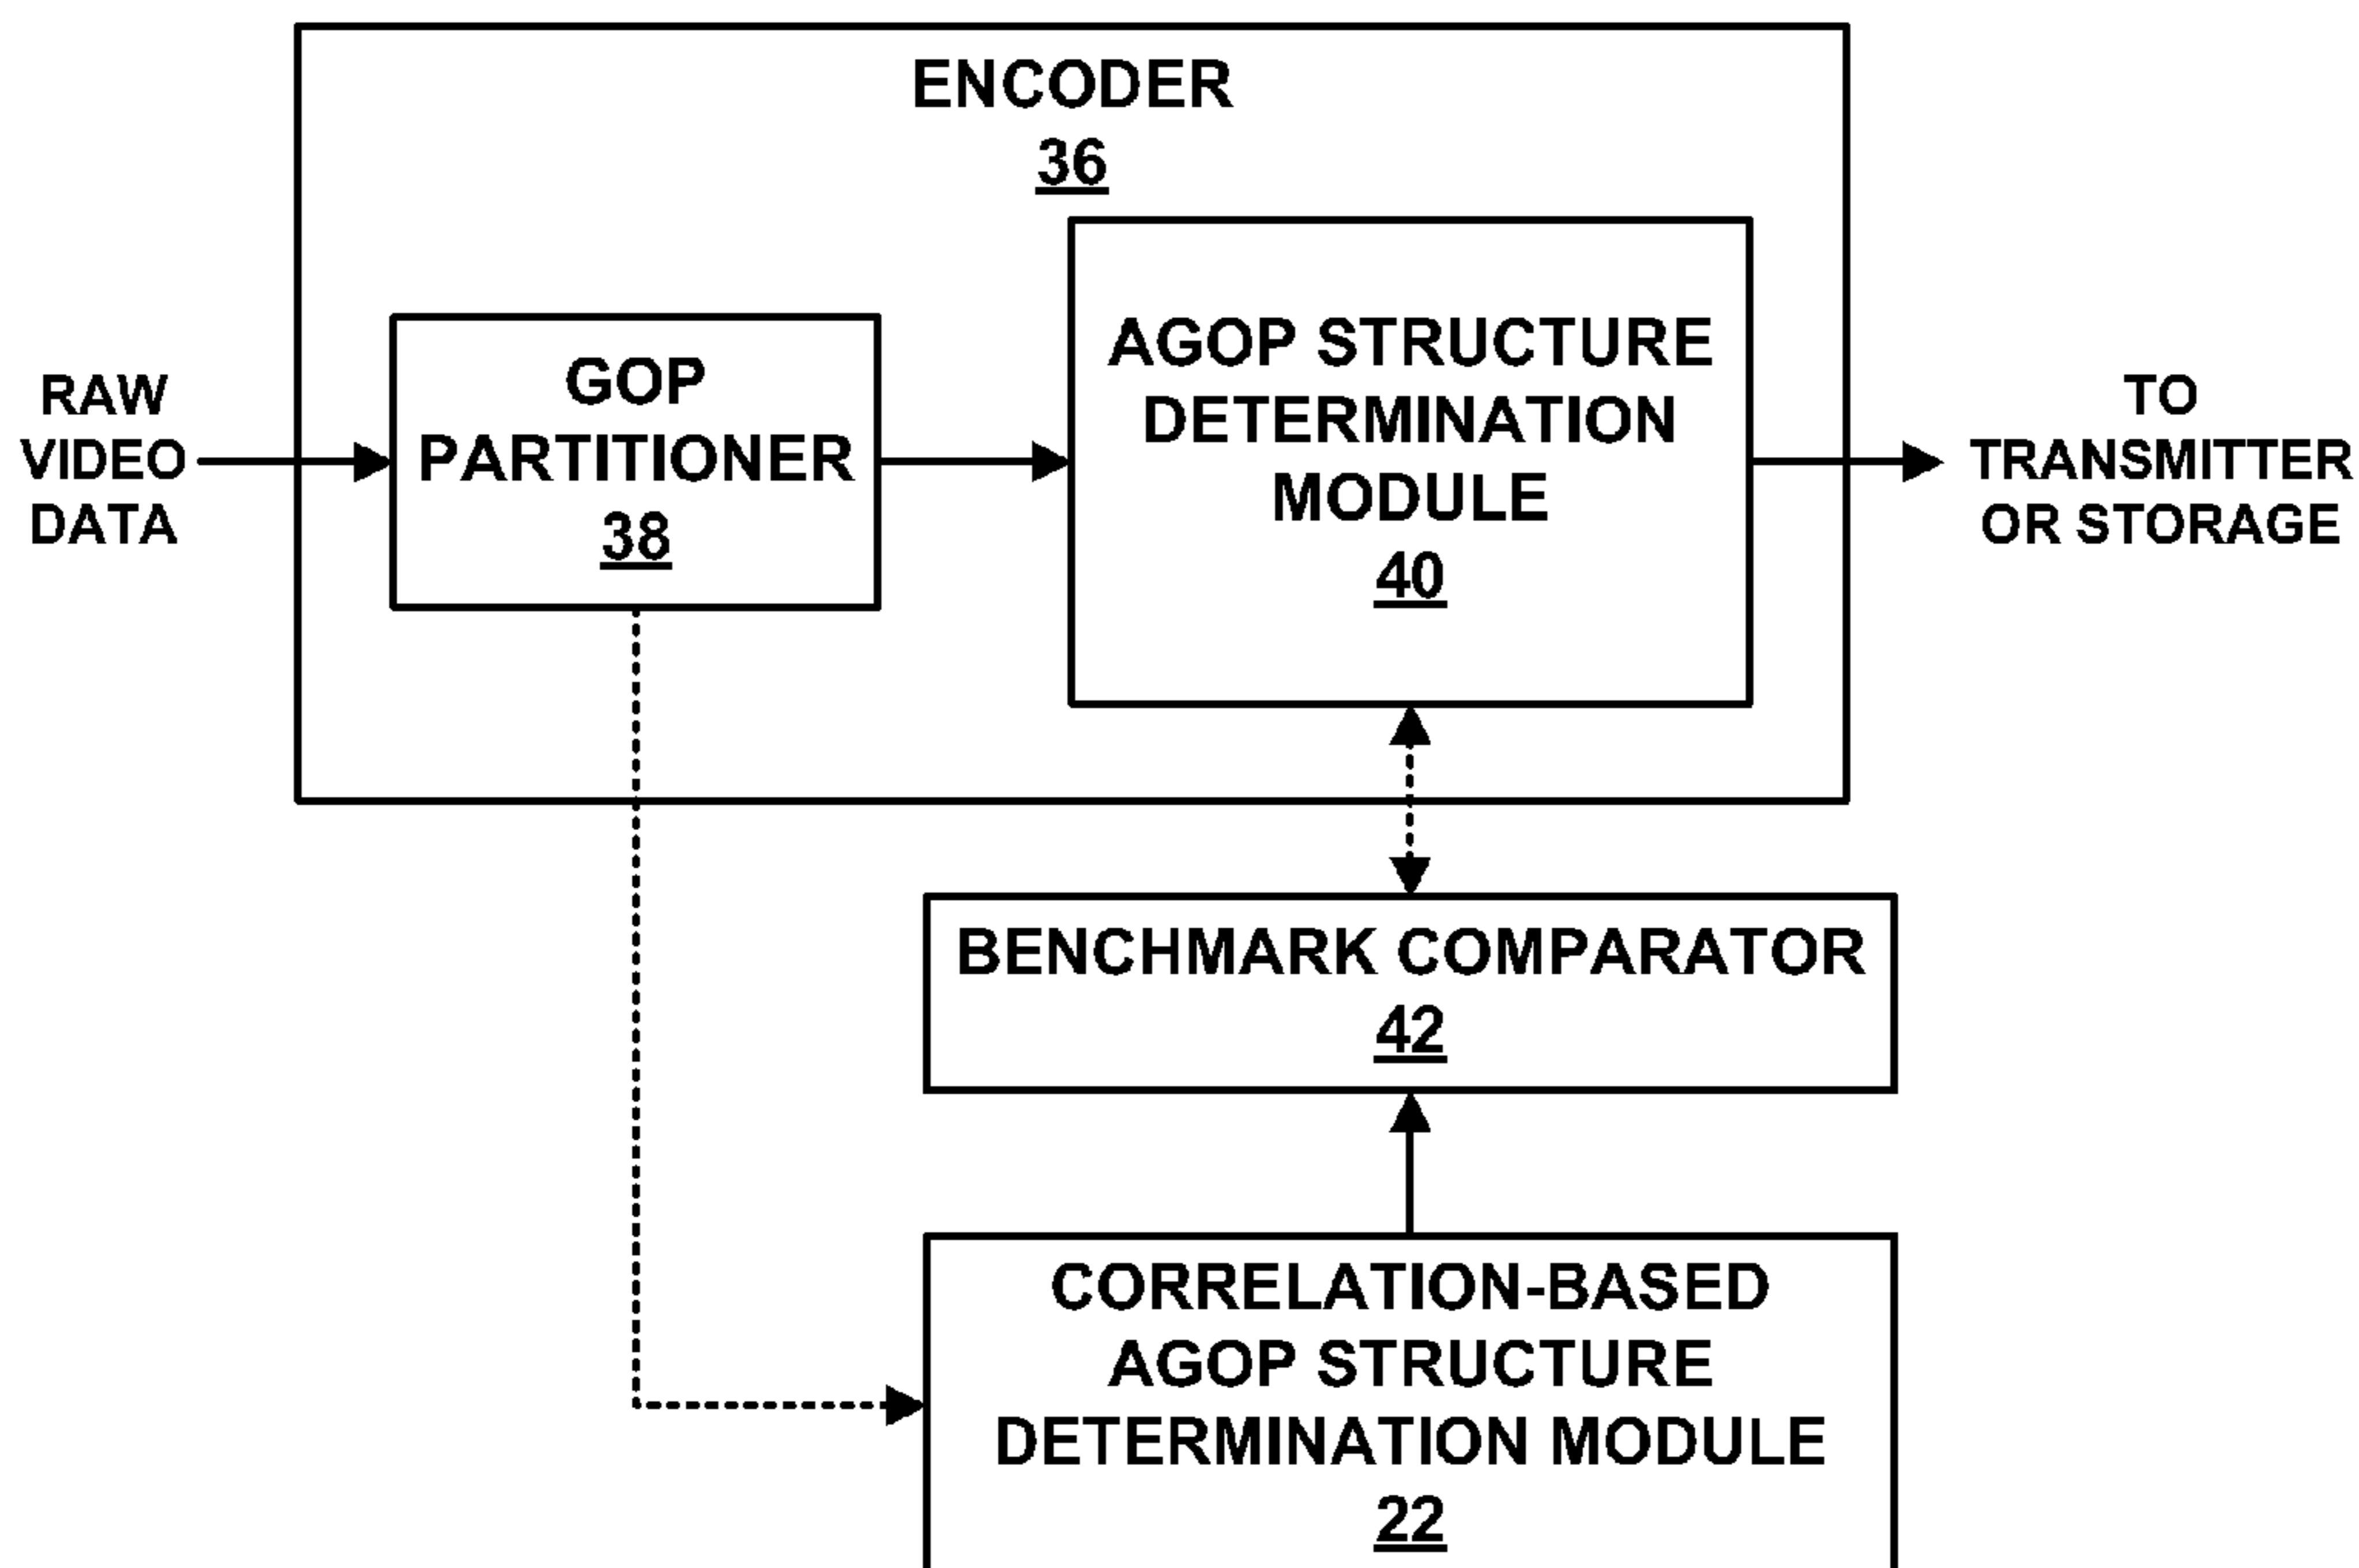 ENCODER
36
RAW
VIDEO
DATA
GOP
PARTITIONER
38
AGOP STRUCTURE
DETERMINATION
MODULE
40
TO
TRANSMITTER
OR STORAGE
BENCHMARK COMPARATOR
42
CORRELATION-BASED
AGOP STRUCTURE
DETERMINATION MODULE
22